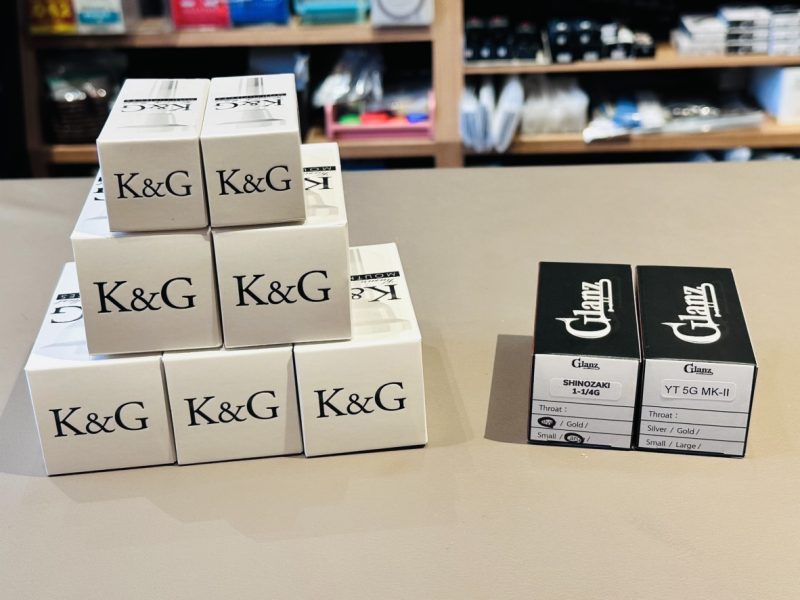 K&G
K&G
K&G
K&G
K&G
K&G
K&G
K&G
K&G
K&G
MOUTH
K&G
K&G
K&G
Glanz
Glanz
Glanz
SHINOZAKI
1-1/4G
Throat :
/ Gold /
Small /
Glanz
YT 5G MK-II
Throat :
Silver / Gold /
Small / Large /